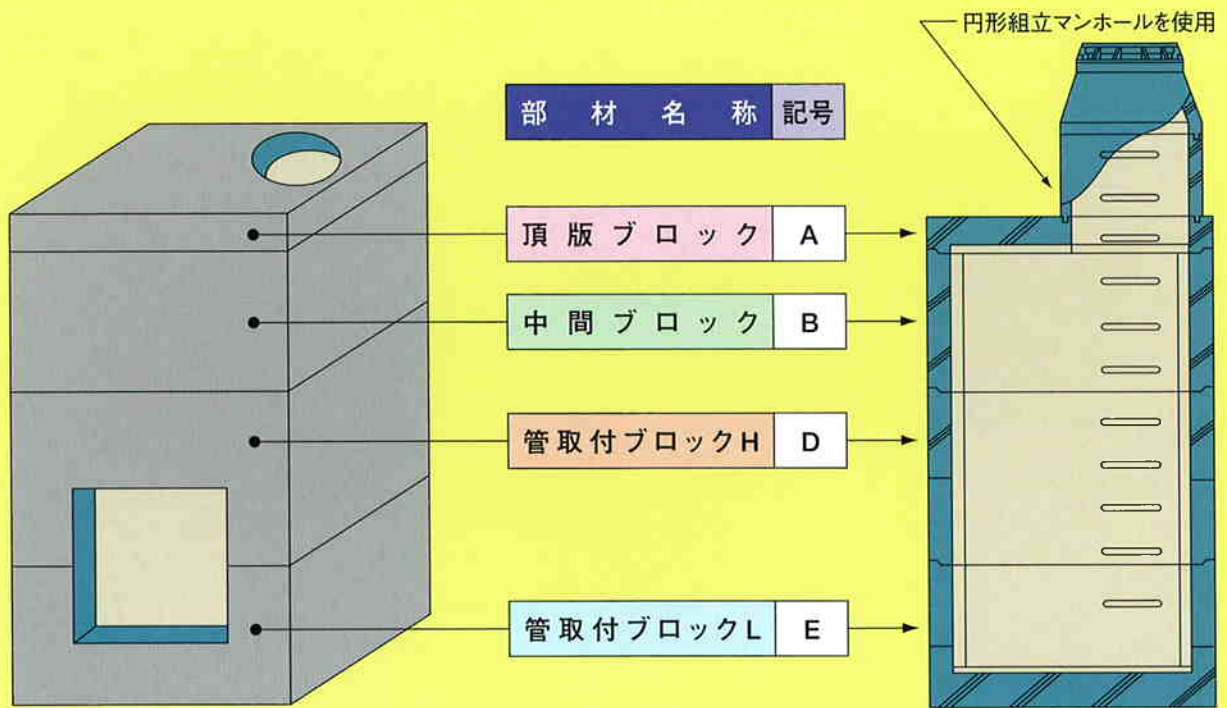 円形組立マンホールを使用
部材名称 記号
頂版ブロック A
中間ブロック B
管取付ブロックH D
管取付ブロックL E